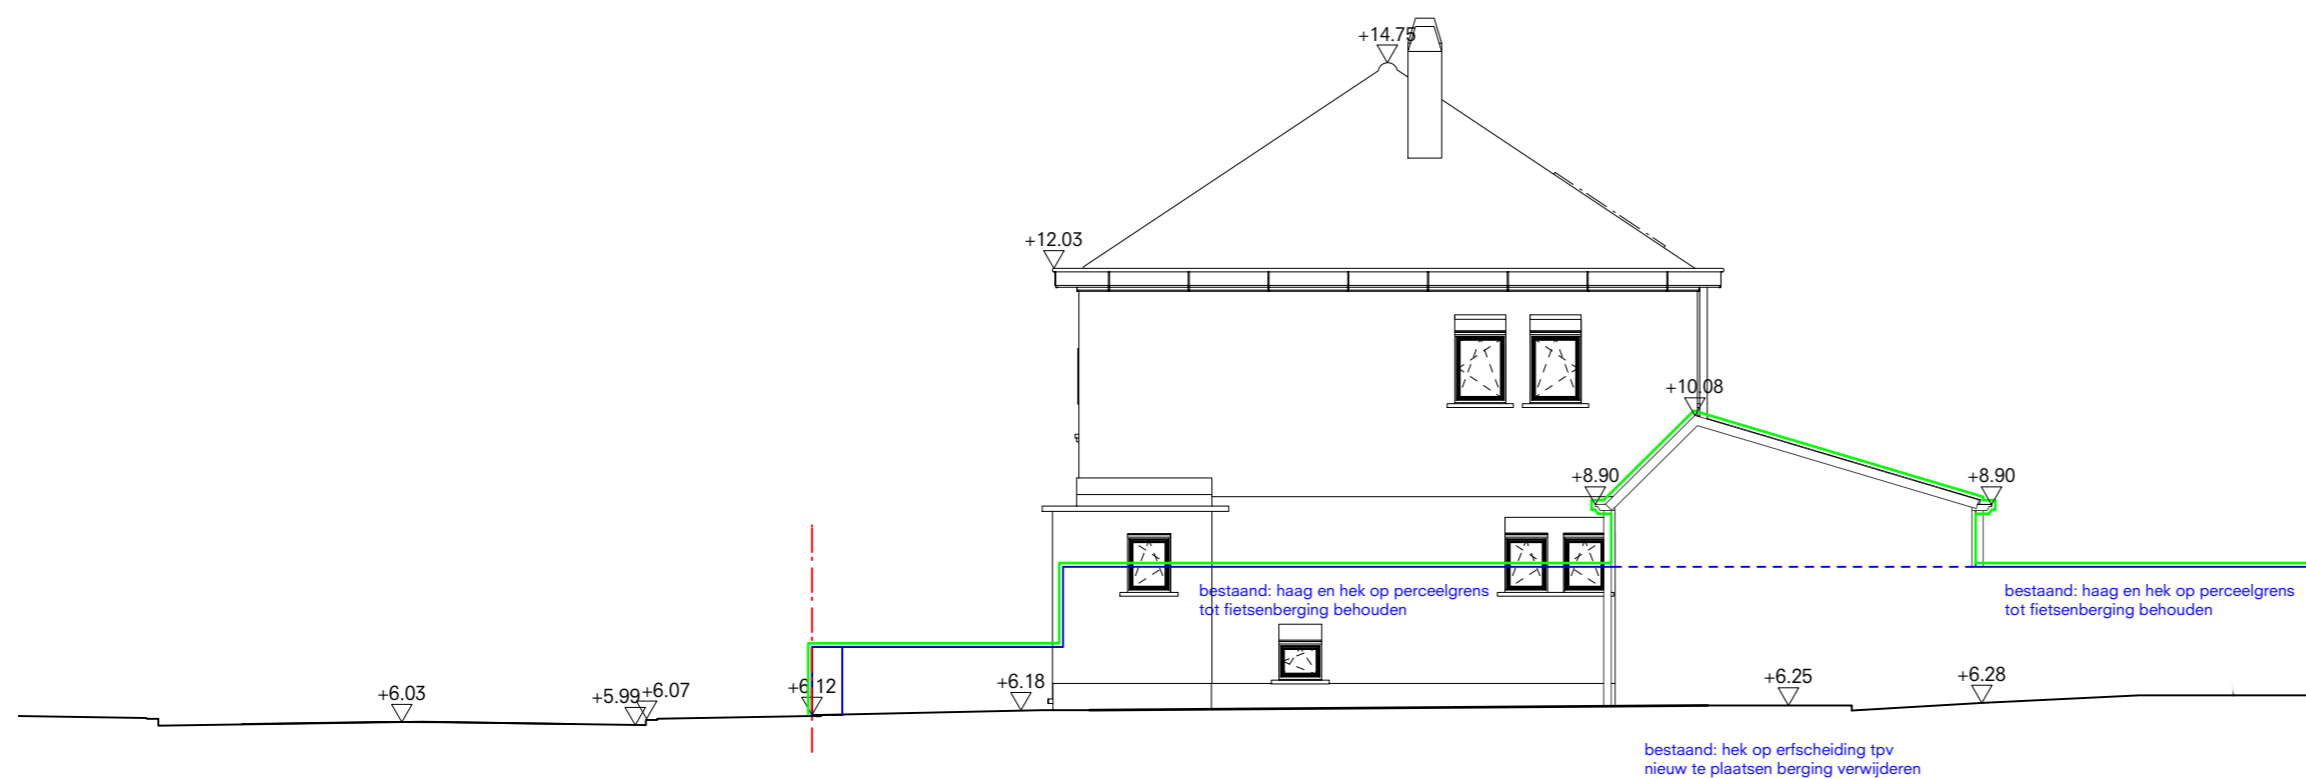 +14.75
+12.03
+10.08
+8.90
+8.90
bestaand: haag en hek op perceelgrens
tot fietsenberging behouden
bestaand: haag en hek op perceelgrens
tot fietsenberging behouden
+6.03
+5.99
+6.07
+6.12
+6.18
+6.25
+6.28
bestaand: hek op erfscheiding tpv
nieuw te plaatsen berging verwijderen